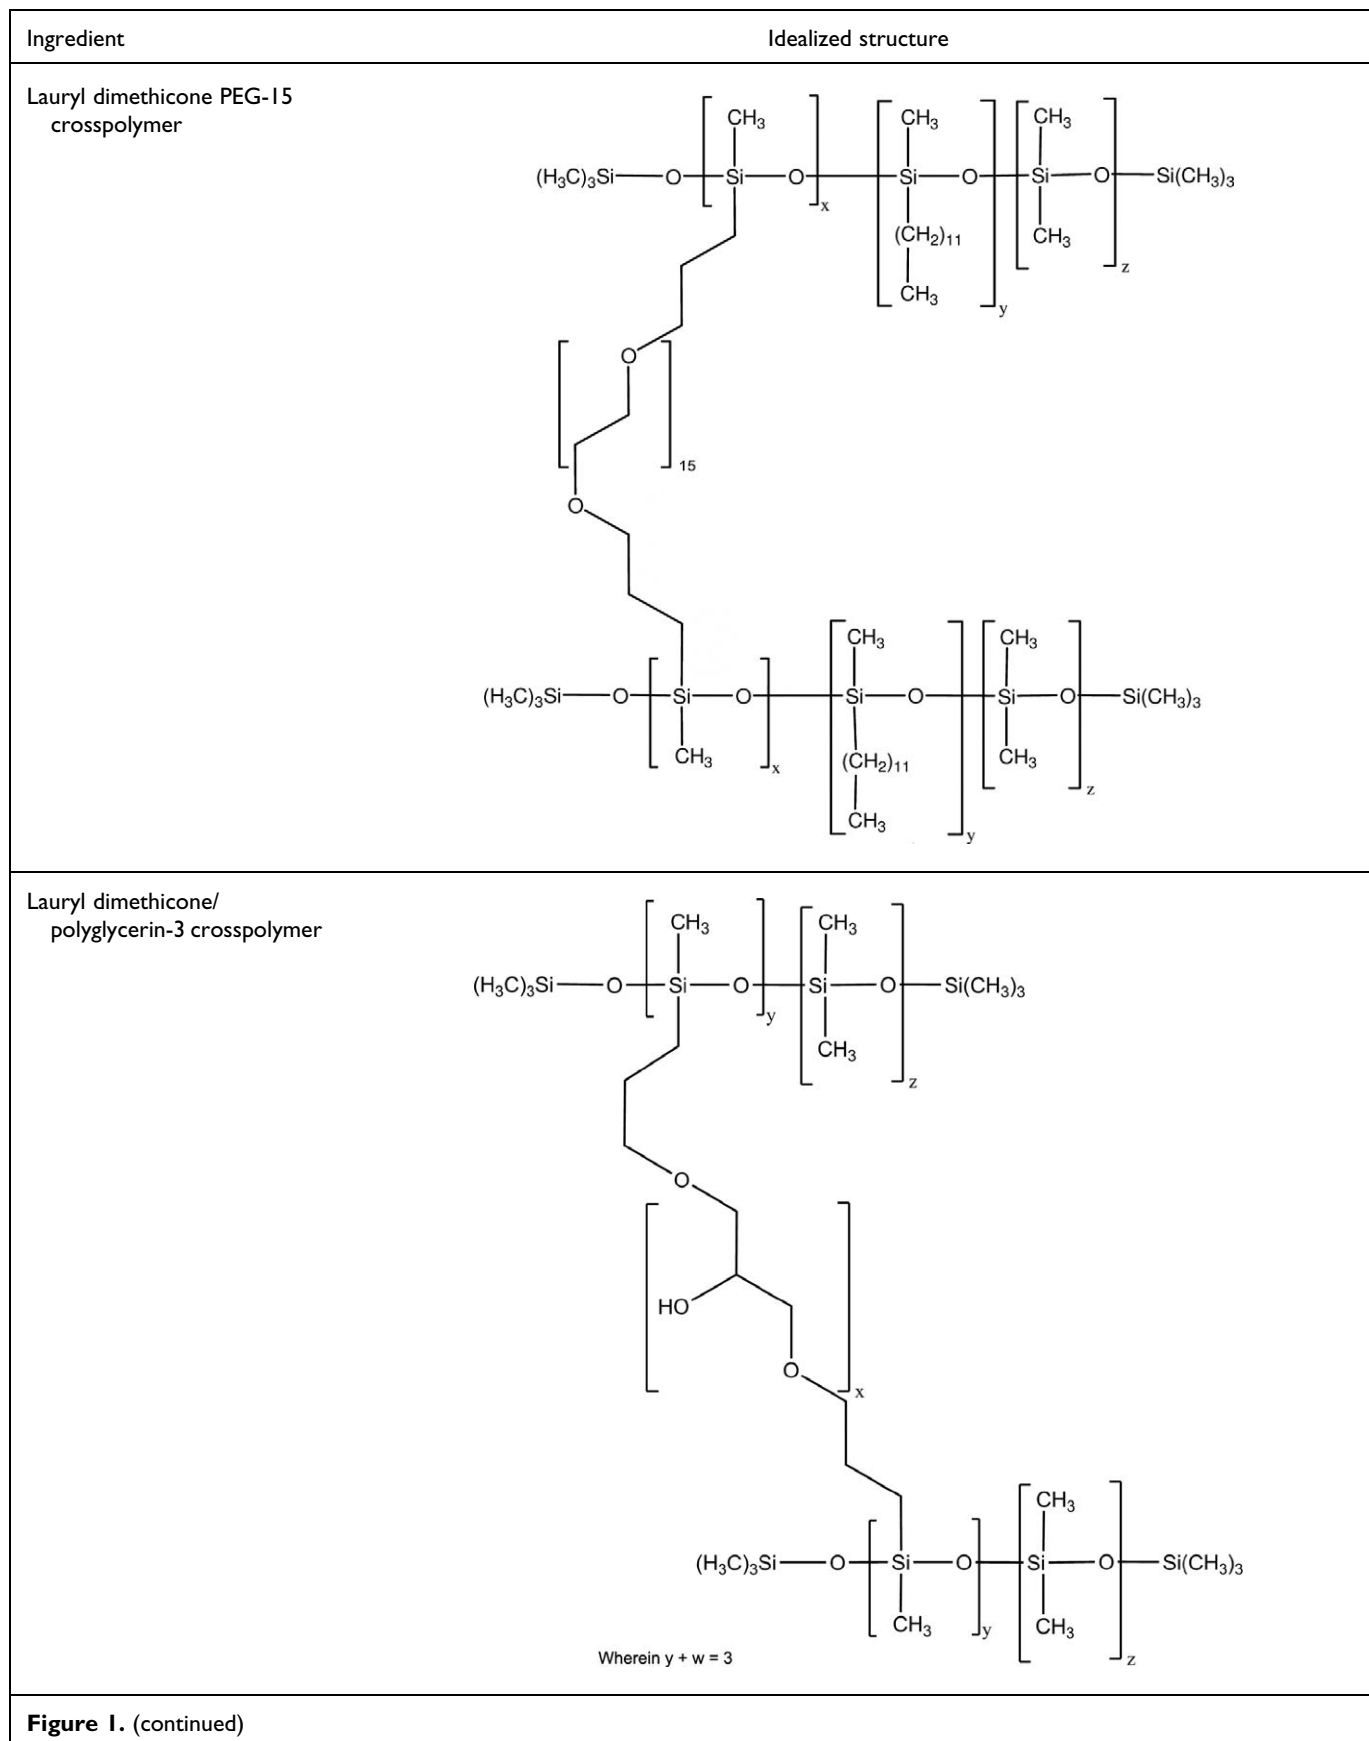 Ingredient Idealized structure
Lauryl dimethicone PEG-15
crosspolymer
CH₃ CH₃ CH₃
(H₃C)₃Si O Si O x Si O Si O Si(CH₃)₃
(CH₂)₁₁ CH₃
z
CH₃
y
O
15
O
CH₃ CH₃
(H₃C)₃Si O Si O Si O Si O Si(CH₃)₃
CH₃ x (CH₂)₁₁ CH₃
z
CH₃
y
Lauryl dimethicone/
polyglycerin-3 crosspolymer
CH₃ CH₃
(H₃C)₃Si O Si O y Si O Si(CH₃)₃
CH₃
z
O
HO
O
x
CH₃
(H₃C)₃Si O Si O Si O Si(CH₃)₃
CH₃ y CH₃
Wherein y + w = 3 z
Figure 1. (continued)